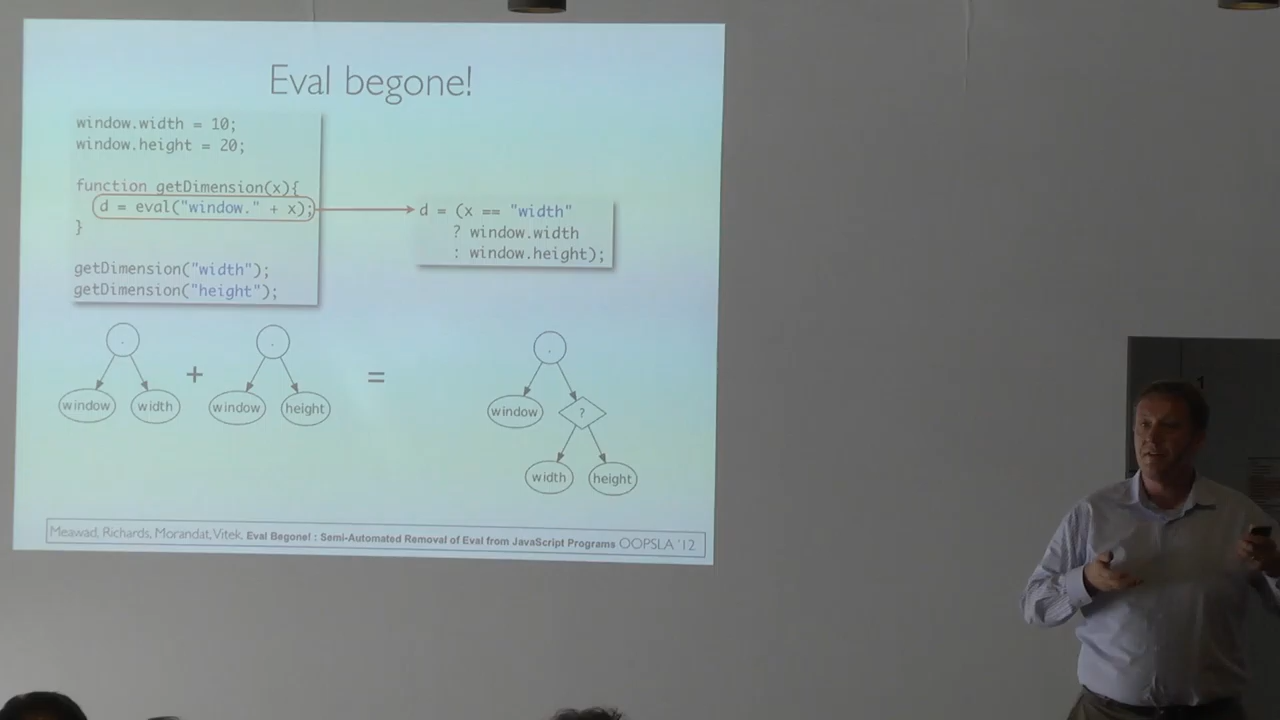 Eval begone!
window.width = 10;
window.height = 20;
function getDimension(x){
d = eval("window." + x);
}
getDimension("width");
getDimension("height");
d = (x == "width"
? window.width
: window.height);
. + . = .
window width window height window ?
width height
Meawad, Richards, Morandat, Vitek. Eval Begone! : Semi-Automated Removal of Eval from JavaScript Programs OOPSLA '12
1